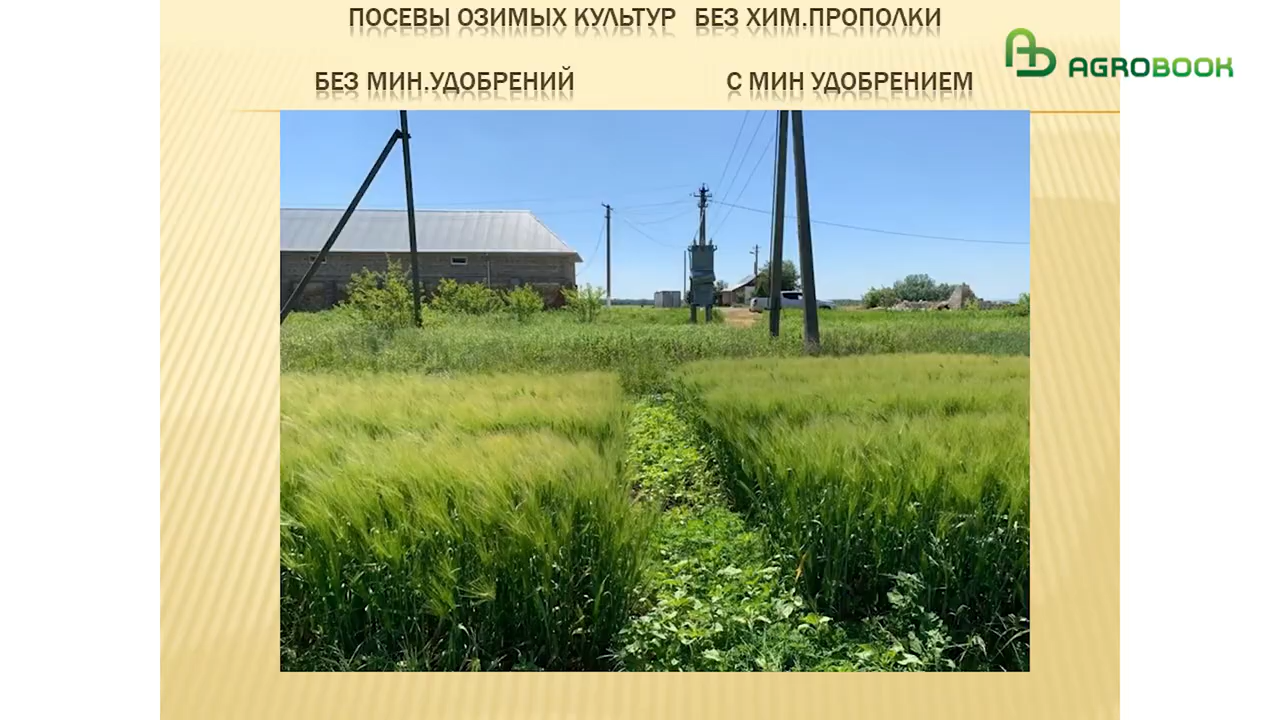 ПОСЕВЫ ОЗИМЫХ КУЛЬТУР БЕЗ ХИМ.ПРОПОЛКИ
AGROBOOK
БЕЗ МИН.УДОБРЕНИЙ С МИН УДОБРЕНИЕМ